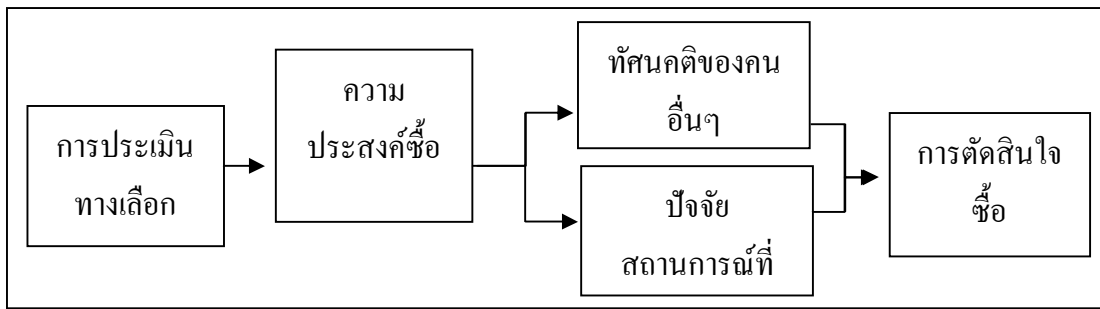 การประเมิน
ทางเลือก
ความ
ประสงค์ซื้อ
ทัศนคติของคน
อื่นๆ
ปัจจัย
สถานการณ์ที่
การตัดสินใจ
ซื้อ